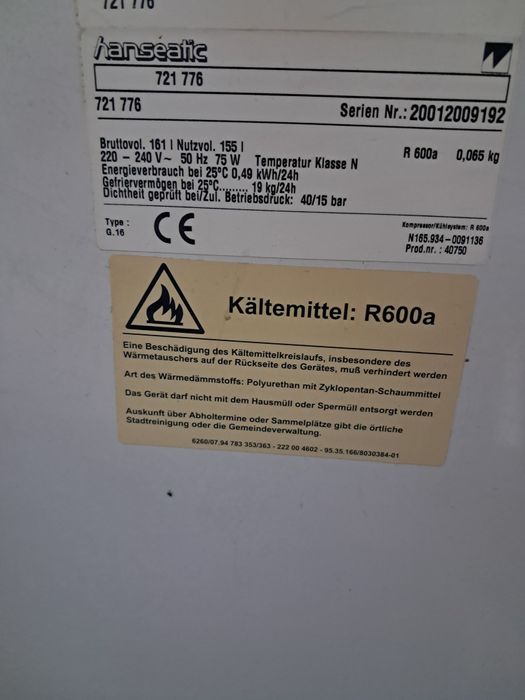 721 776
hanseatic
721 776
721 776 Serien Nr.: 20012009192
Bruttovol. 161 l Nutzvol. 155 l
220 – 240 V~ 50 Hz 75 W Temperatur Klasse N R 600a 0,065 kg
Energieverbrauch bei 25°C 0,49 kWh/24h
Gefriervermögen bei 25°C......... 19 kg/24h
Dichtheit geprüft bei/Zul. Betriebsdruck: 40/15 bar
Type :
G.16
CE
Kompressor/Kühlsystem: R 600a
N165.934-0091136
Prod.nr. : 40750
Kältemittel: R600a
Eine Beschädigung des Kältemittelkreislaufs, insbesondere des
Wärmetauschers auf der Rückseite des Gerätes, muß verhindert werden
Art des Wärmedämmstoffs: Polyurethan mit Zyklopentan-Schaummittel
Das Gerät darf nicht mit dem Hausmüll oder Spermüll entsorgt werden
Auskunft über Abholtermine oder Sammelplätze gibt die örtliche
Stadtreinigung oder die Gemeindeverwaltung.
6260/07.94 783 353/363 - 222 00 4602 - 95.35.166/8030384-01